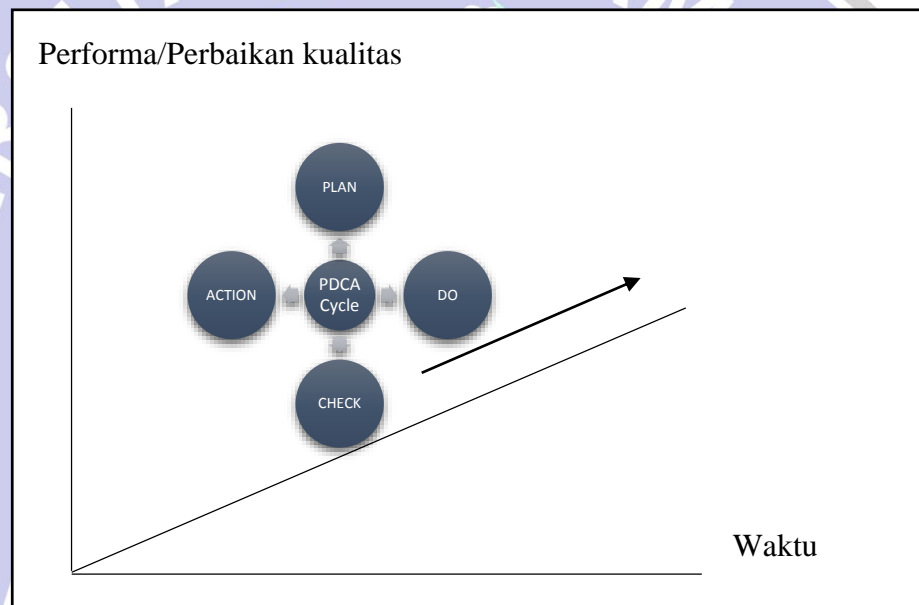 Performa/Perbaikan kualitas
PLAN
ACTION
PDCA
Cycle
DO
CHECK
Waktu